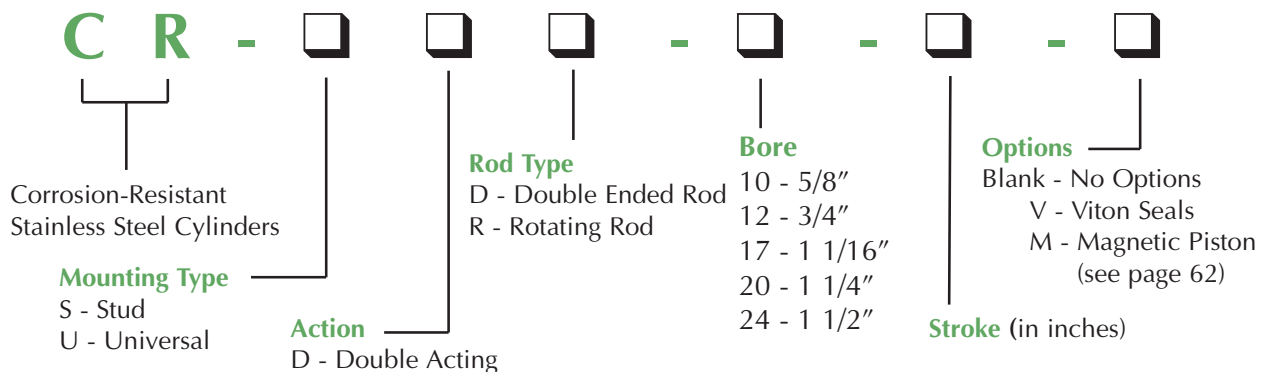 C R - ❑ ❑ ❑ - ❑ - ❑ - ❑
Corrosion-Resistant
Stainless Steel Cylinders
Mounting Type
S - Stud
U - Universal
Action
D - Double Acting
Rod Type
D - Double Ended Rod
R - Rotating Rod
Bore
10 - 5/8″
12 - 3/4″
17 - 1 1/16″
20 - 1 1/4″
24 - 1 1/2″
Stroke (in inches)
Options
Blank - No Options
V - Viton Seals
M - Magnetic Piston
(see page 62)